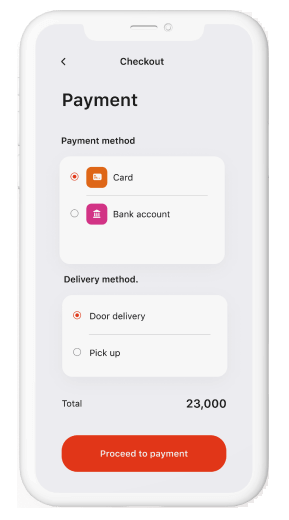 Checkout
Payment
Payment method
Card
Bank account
Delivery method.
Door delivery
Pick up
Total 23,000
Proceed to payment